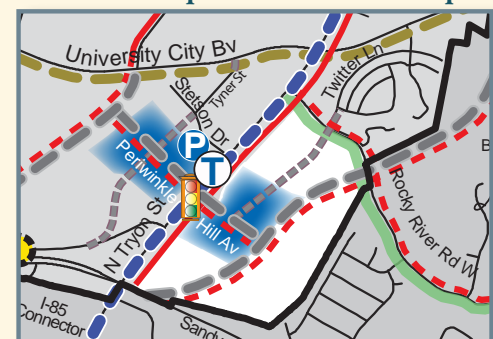 University City Bv
Twitter Ln
Tyner St
Stetson Dr
P
T
Periwinkle
Hill Av
N Tryon St
Rocky River Rd W
I-85
Connector
Sandy
B